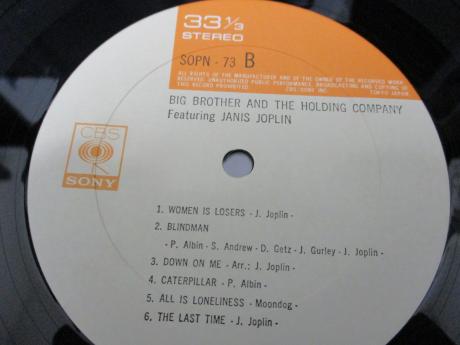 33 1/3
STEREO
SOPN - 73 B
ALL RIGHTS OF THE MANUFACTURER AND OF THE OWNER OF THE RECORDED WORK
RESERVED. UNAUTHORIZED PUBLIC PERFORMANCE, BROADCASTING AND COPYING OF
THIS RECORD PROHIBITED. CBS/SONY INC. TOKYO JAPAN
BIG BROTHER AND THE HOLDING COMPANY
Featuring JANIS JOPLIN
CBS
SONY
1. WOMEN IS LOSERS - J. Joplin -
2. BLINDMAN
- P. Albin - S. Andrew - D. Getz - J. Gurley - J. Joplin -
3. DOWN ON ME - Arr.: J. Joplin -
4. CATERPILLAR - P. Albin -
5. ALL IS LONELINESS - Moondog -
6. THE LAST TIME - J. Joplin -